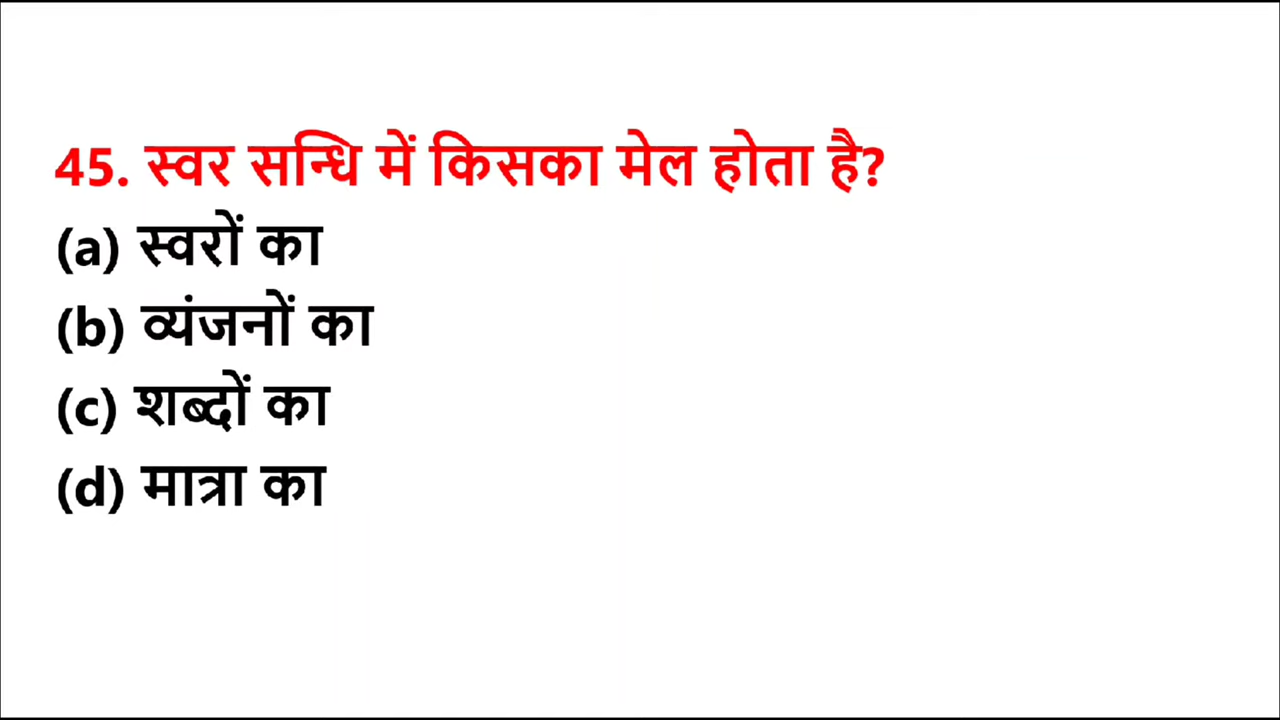 45. स्वर सन्धि में किसका मेल होता है?
(a) स्वरों का
(b) व्यंजनों का
(c) शब्दों का
(d) मात्रा का